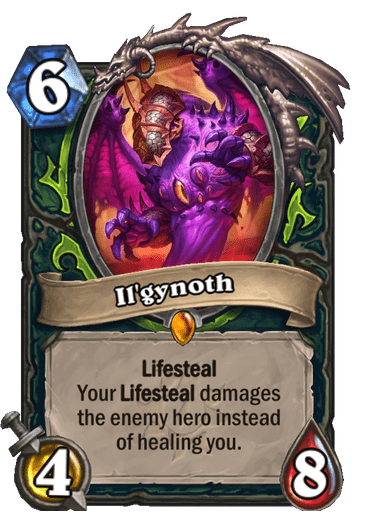 6
Il'gynoth
Lifesteal
Your Lifesteal damages
the enemy hero instead
of healing you.
4
8